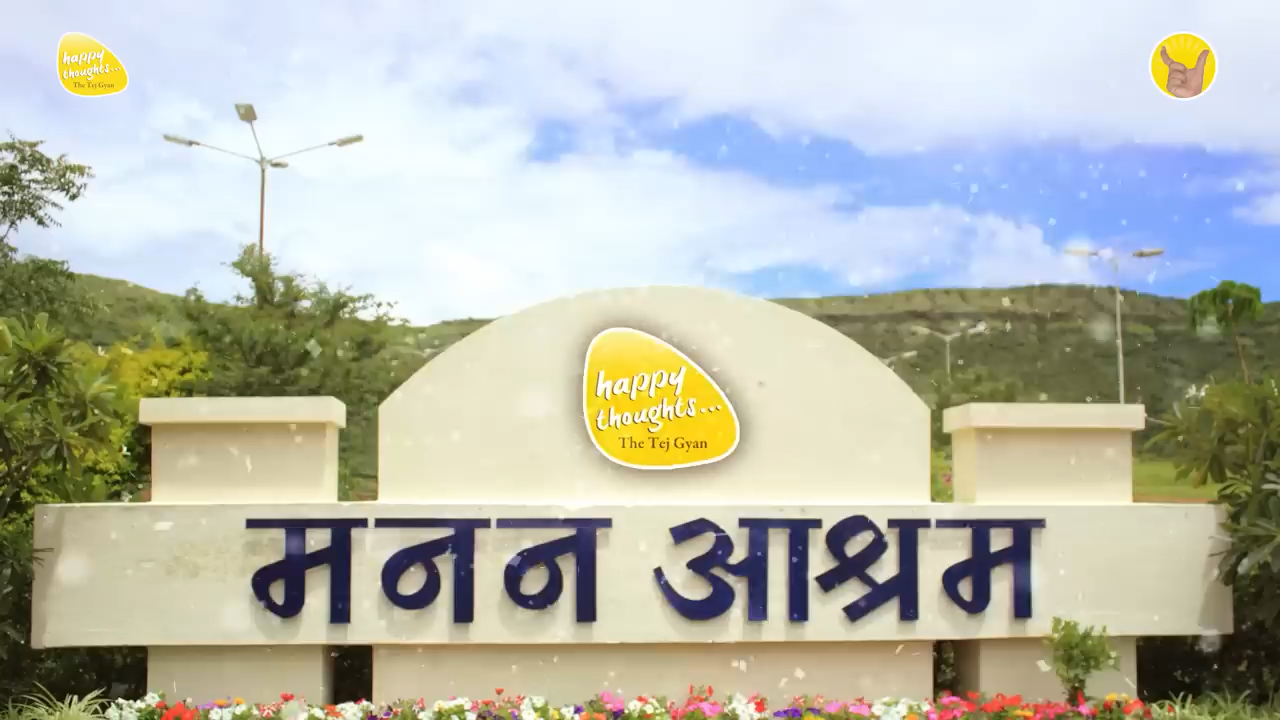 happy
thoughts...
The Tej Gyan
happy
thoughts...
The Tej Gyan
मनन आश्रम